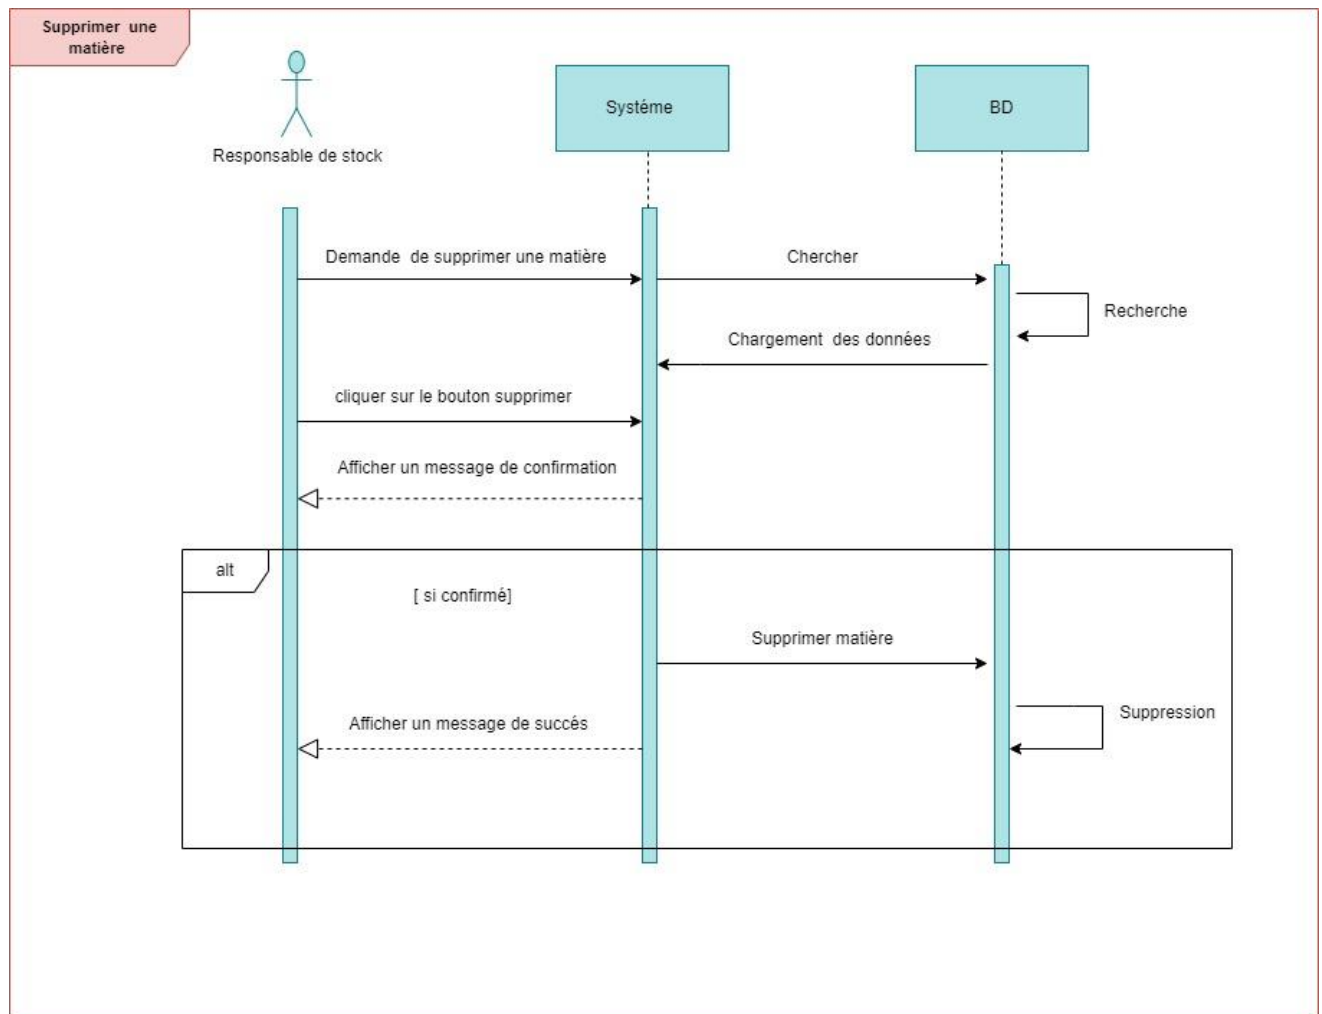 Supprimer une
matière
Systéme
BD
Responsable de stock
Demande de supprimer une matière
Chercher
Recherche
Chargement des données
cliquer sur le bouton supprimer
Afficher un message de confirmation
alt
[ si confirmé]
Supprimer matière
Suppression
Afficher un message de succés